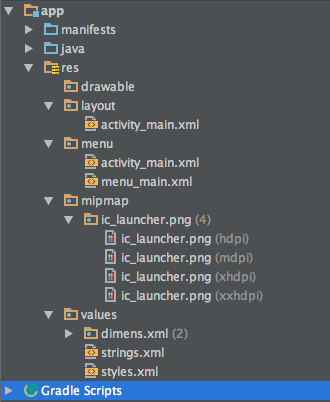 app
manifests
java
res
drawable
layout
activity_main.xml
menu
activity_main.xml
menu_main.xml
mipmap
ic_launcher.png (4)
ic_launcher.png (hdpi)
ic_launcher.png (mdpi)
ic_launcher.png (xhdpi)
ic_launcher.png (xxhdpi)
values
dimens.xml (2)
strings.xml
styles.xml
Gradle Scripts